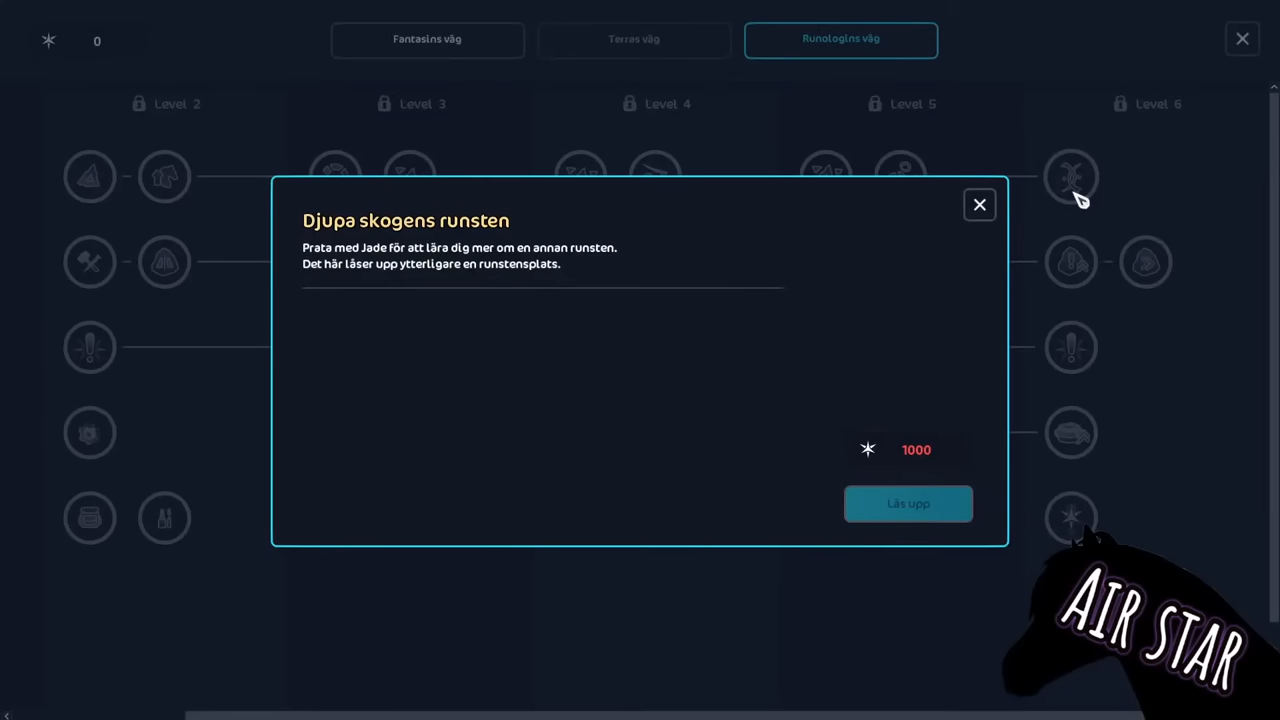 0
Fantasins väg
Terras väg
Runologins väg
Level 2
Level 3
Level 4
Level 5
Level 6
Djupa skogens runsten
Prata med Jade för att lära dig mer om en annan runsten.
Det här låser upp ytterligare en runstensplats.
1000
Lås upp
AIR STAR